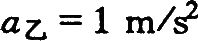 a乙 = 1 m/s²